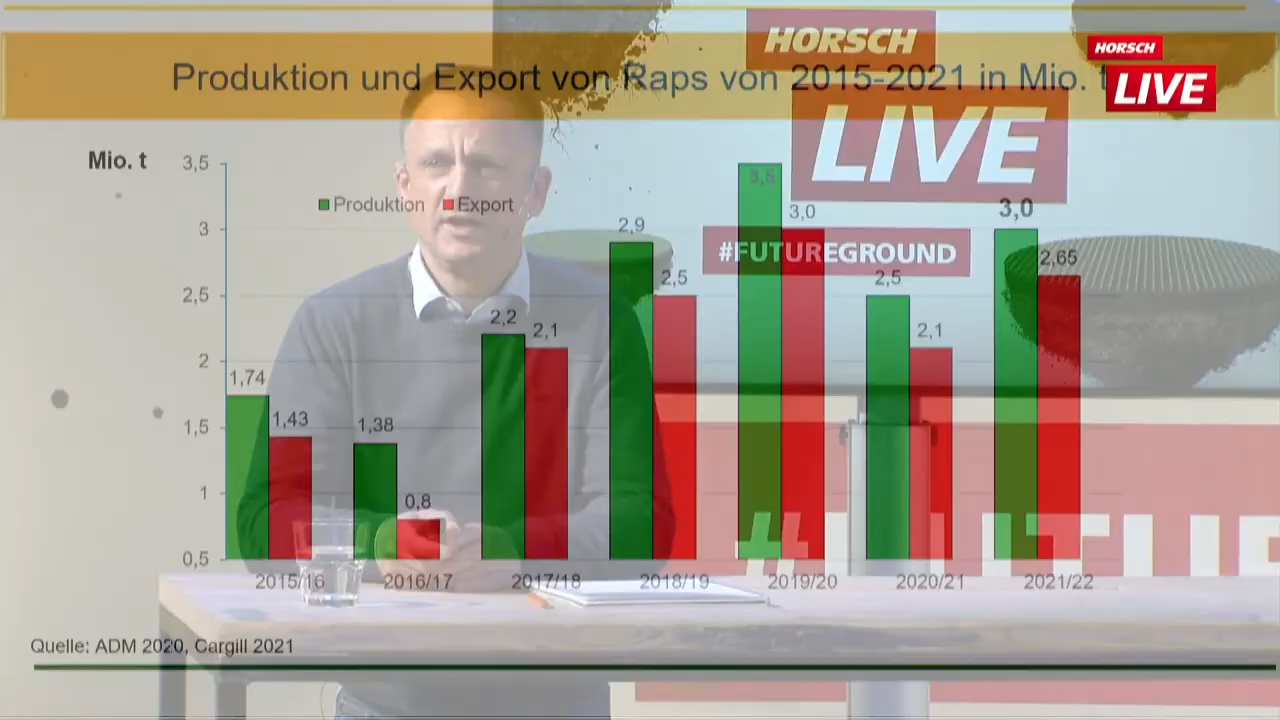 HORSCH
HORSCH
Produktion und Export von Raps von 2015-2021 in Mio. t
LIVE
LIVE
Mio. t
3,5
3
2,5
2
1,5
1
0,5
Produktion
Export
#FUTUREGROUND
1,74
1,43
1,38
0,8
2,2
2,1
2,9
2,5
3,5
3,0
2,5
2,1
3,0
2,65
2015/16
2016/17
2017/18
2018/19
2019/20
2020/21
2021/22
Quelle: ADM 2020, Cargill 2021